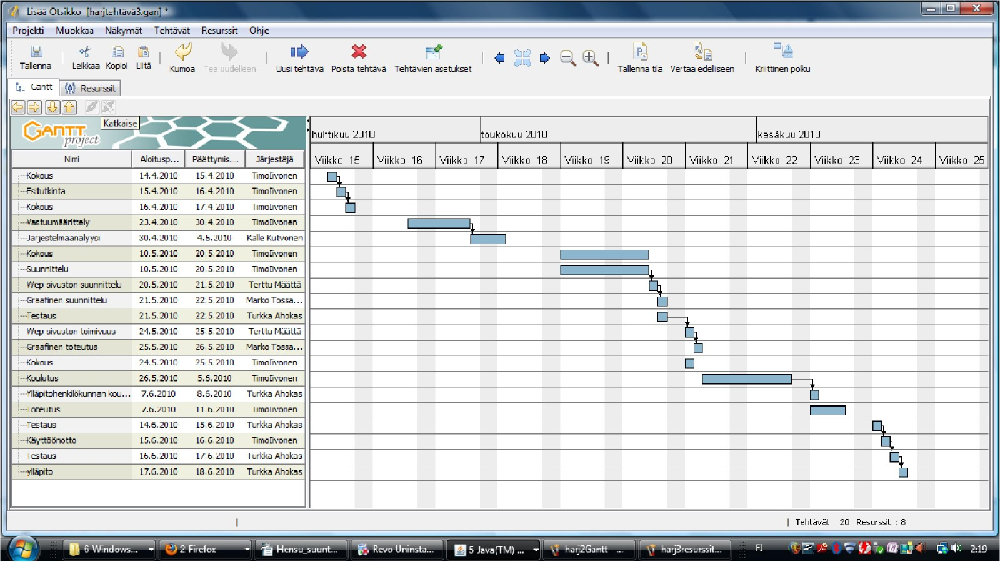 Lisää Otsikko [harjtehtävä3.gan] *
Projekti Muokkaa Näkymät Tehtävät Resurssit Ohje
Tallenna Leikkaa Kopioi Liitä Kumoa Tee uudelleen Uusi tehtävä Poista tehtävä Tehtävien asetukset Tallenna tila Vertaa edelliseen Kriittinen polku
Gantt Resurssit
Katkaise
GANTT project
huhtikuu 2010 toukokuu 2010 kesäkuu 2010
Nimi Aloitusp... Päättymis... Järjestäjä Viikko 15 Viikko 16 Viikko 17 Viikko 18 Viikko 19 Viikko 20 Viikko 21 Viikko 22 Viikko 23 Viikko 24 Viikko 25
Kokous 14.4.2010 15.4.2010 TimoIivonen
Esitutkinta 15.4.2010 16.4.2010 TimoIivonen
Kokous 16.4.2010 17.4.2010 TimoIivonen
Vastuumäärittely 23.4.2010 30.4.2010 TimoIivonen
Järjestelmäanalyysi 30.4.2010 4.5.2010 Kalle Kutvonen
Kokous 10.5.2010 20.5.2010 TimoIivonen
Suunnittelu 10.5.2010 20.5.2010 TimoIivonen
Wep-sivuston suunnittelu 20.5.2010 21.5.2010 Terttu Määttä
Graafinen suunnittelu 21.5.2010 22.5.2010 Marko Tossa...
Testaus 21.5.2010 22.5.2010 Turkka Ahokas
Wep-sivuston toimivuus 24.5.2010 25.5.2010 Terttu Määttä
Graafinen toteutus 25.5.2010 26.5.2010 Marko Tossa...
Kokous 24.5.2010 25.5.2010 TimoIivonen
Koulutus 26.5.2010 5.6.2010 TimoIivonen
Ylläpitohenkilökunnan kou... 7.6.2010 8.6.2010 Turkka Ahokas
Toteutus 7.6.2010 11.6.2010 TimoIivonen
Testaus 14.6.2010 15.6.2010 Turkka Ahokas
Käyttöönotto 15.6.2010 16.6.2010 TimoIivonen
Testaus 16.6.2010 17.6.2010 Turkka Ahokas
ylläpito 17.6.2010 18.6.2010 Turkka Ahokas
Tehtävät : 20 Resurssit : 8
6 Windows... 2 Firefox Hensu_suunt... Revo Uninsta... 5 Java(TM) ... harj2Gantt - ... harj3resurssit... FI 2:19